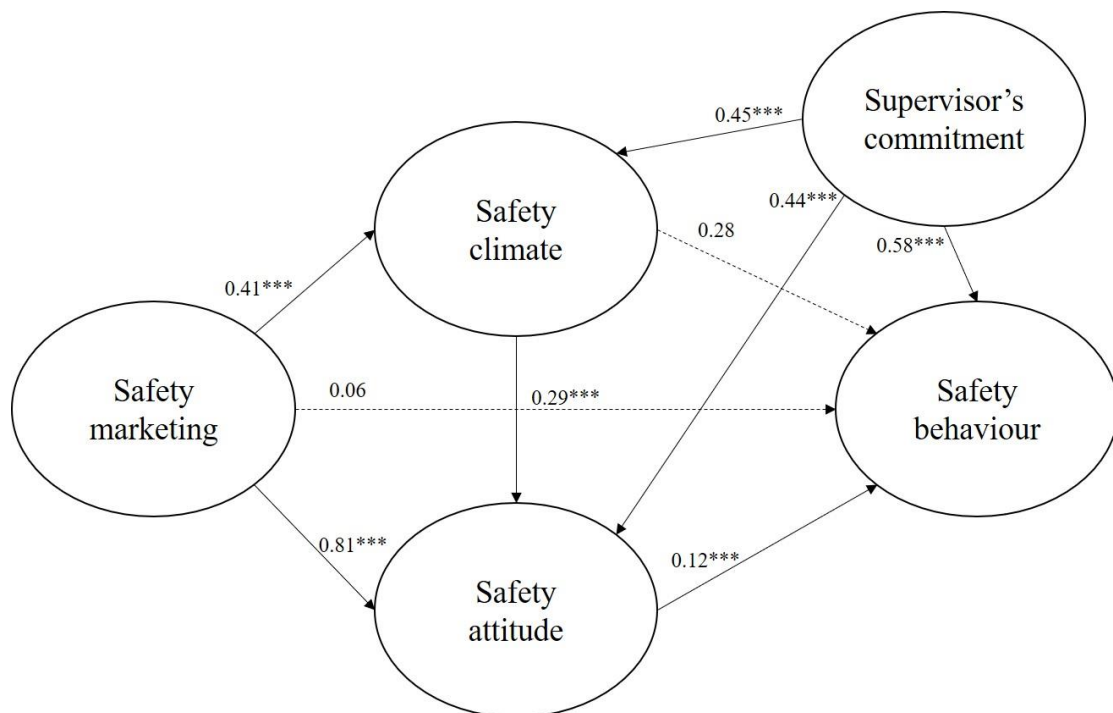 Supervisor’s
commitment
0.45***
Safety
climate
0.44***
0.28
0.58***
0.41***
Safety
marketing
0.06
0.29***
Safety
behaviour
0.81***
0.12***
Safety
attitude